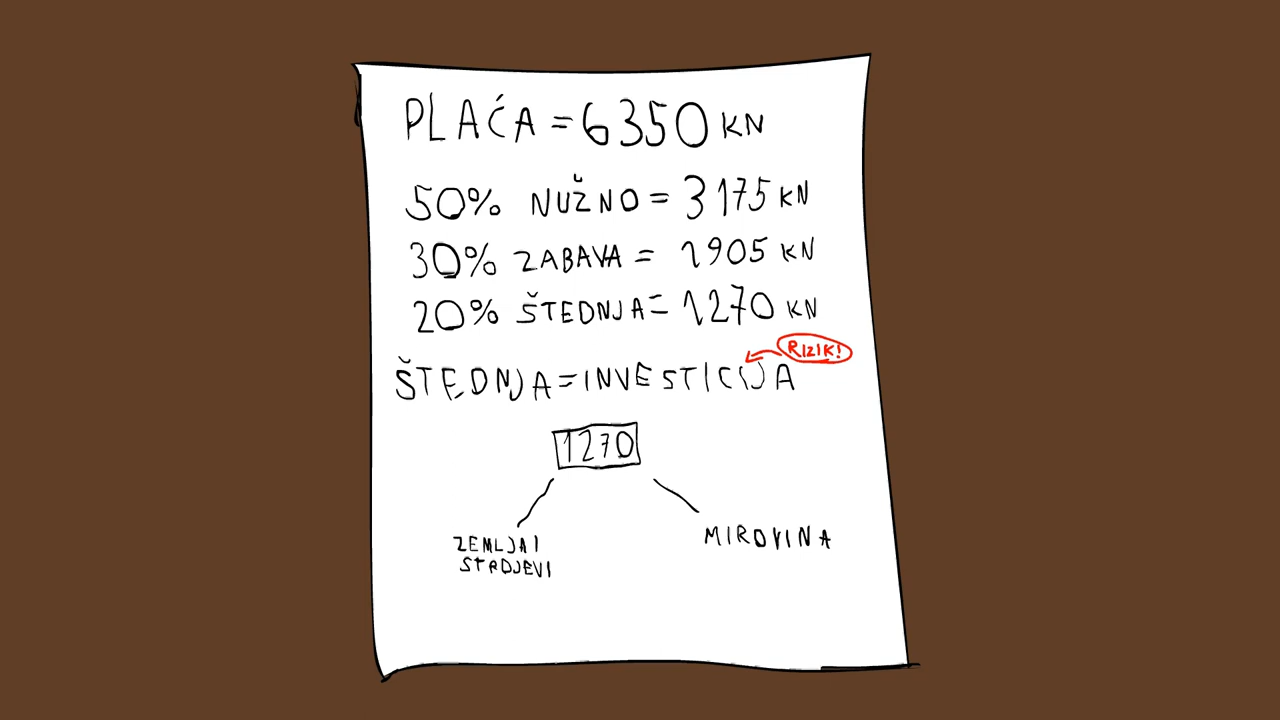 PLAĆA = 6350 KN
50% NUŽNO = 3175 KN
30% ZABAVA = 1905 KN
20% ŠTEDNJA = 1270 KN
RIZIK!
ŠTEDNJA = INVESTICIJA
1270
ZEMLJA I
STROJEVI
MIROVINA